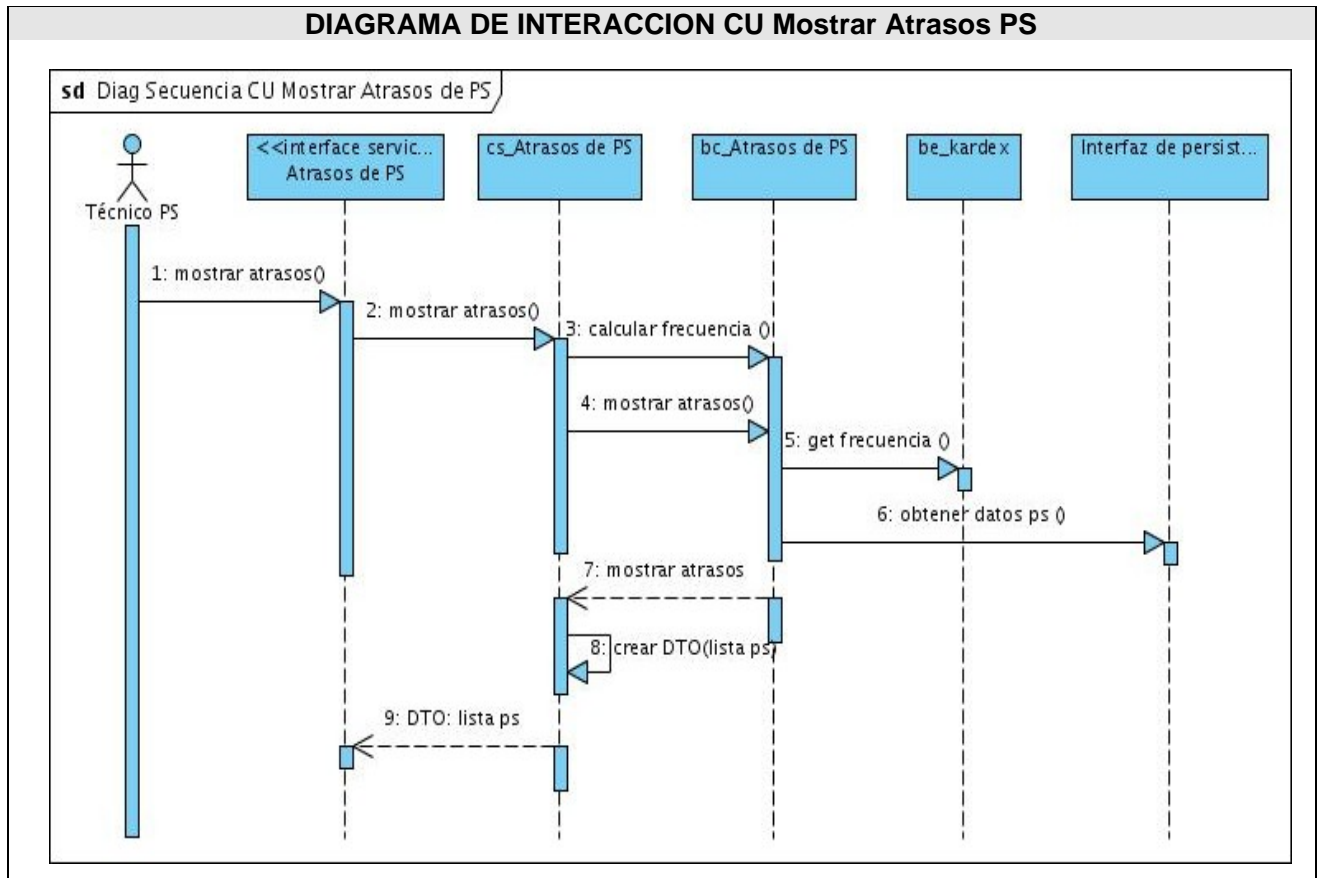 DIAGRAMA DE INTERACCION CU Mostrar Atrasos PS
sd Diag Secuencia CU Mostrar Atrasos de PS
Técnico PS
<<interface servic...
Atrasos de PS
cs_Atrasos de PS
bc_Atrasos de PS
be_kardex
Interfaz de persist...
1: mostrar atrasos()
2: mostrar atrasos()
3: calcular frecuencia ()
4: mostrar atrasos()
5: get frecuencia ()
6: obtener datos ps ()
7: mostrar atrasos
8: crear DTO(lista ps)
9: DTO: lista ps